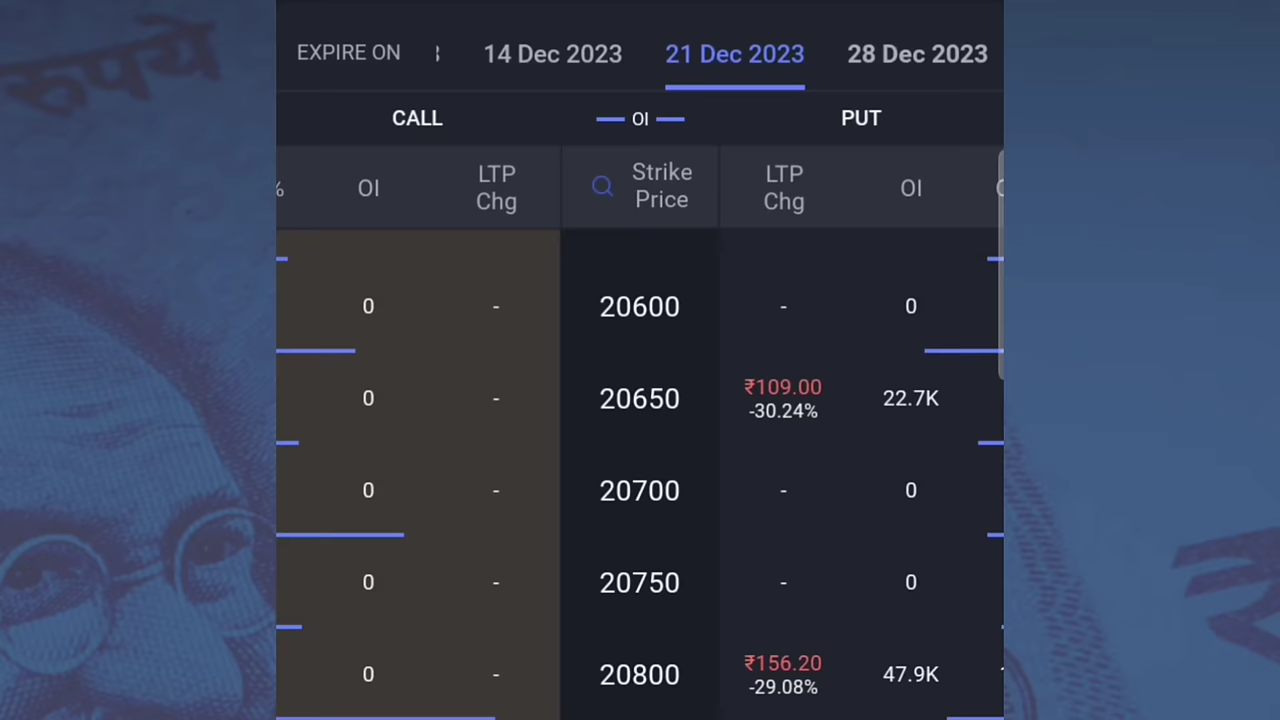 रुपये
EXPIRE ON
14 Dec 2023
21 Dec 2023
28 Dec 2023
CALL
OI
PUT
%
OI
LTP
Chg
Strike
Price
LTP
Chg
OI
0
-
20600
-
0
0
-
20650
₹109.00
-30.24%
22.7K
0
-
20700
-
0
0
-
20750
-
0
0
-
20800
₹156.20
-29.08%
47.9K
₹